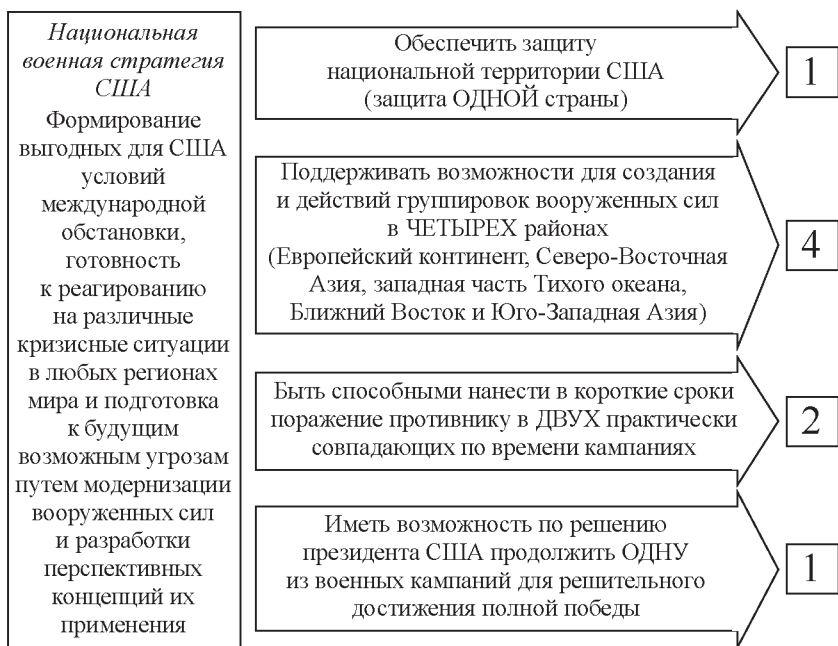 Национальная
военная стратегия
США
Формирование
выгодных для США
условий
международной
обстановки,
готовность
к реагированию
на различные
кризисные ситуации
в любых регионах
мира и подготовка
к будущим
возможным угрозам
путем модернизации
вооруженных сил
и разработки
перспективных
концепций их
применения
Обеспечить защиту
национальной территории США
(защита ОДНОЙ страны)
1
Поддерживать возможности для создания
и действий группировок вооруженных сил
в ЧЕТЫРЕХ районах
(Европейский континент, Северо-Восточная
Азия, западная часть Тихого океана,
Ближний Восток и Юго-Западная Азия)
4
Быть способными нанести в короткие сроки
поражение противнику в ДВУХ практически
совпадающих по времени кампаниях
2
Иметь возможность по решению
президента США продолжить ОДНУ
из военных кампаний для решительного
достижения полной победы
1